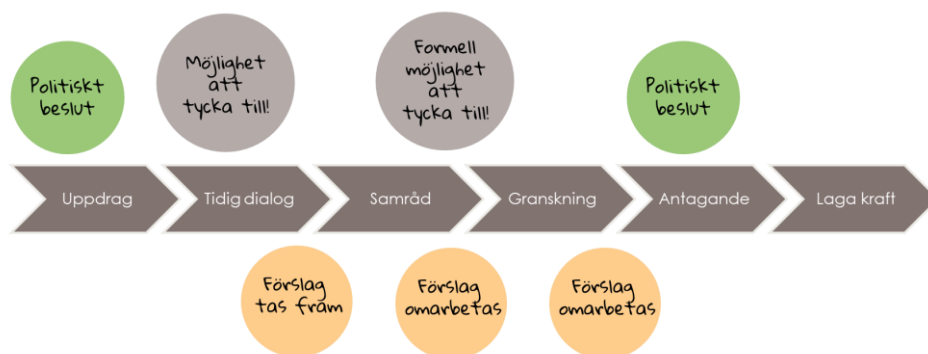 Politiskt
beslut
Möjlighet
att
tycka till!
Formell
möjlighet
att
tycka till!
Politiskt
beslut
Uppdrag
Tidig dialog
Samråd
Granskning
Antagande
Laga kraft
Förslag
tas fram
Förslag
omarbetas
Förslag
omarbetas